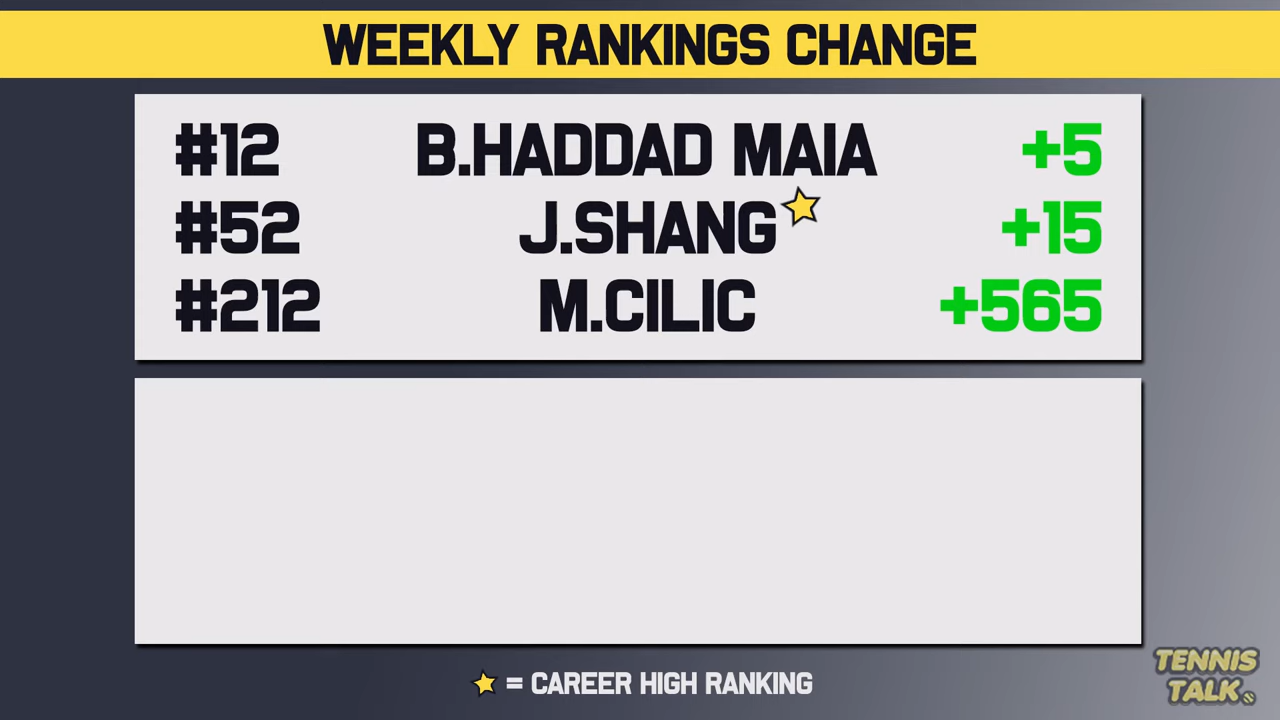 WEEKLY RANKINGS CHANGE
#12 B.HADDAD MAIA +5
#52 J.SHANG +15
#212 M.CILIC +565
= CAREER HIGH RANKING
TENNIS
TALK